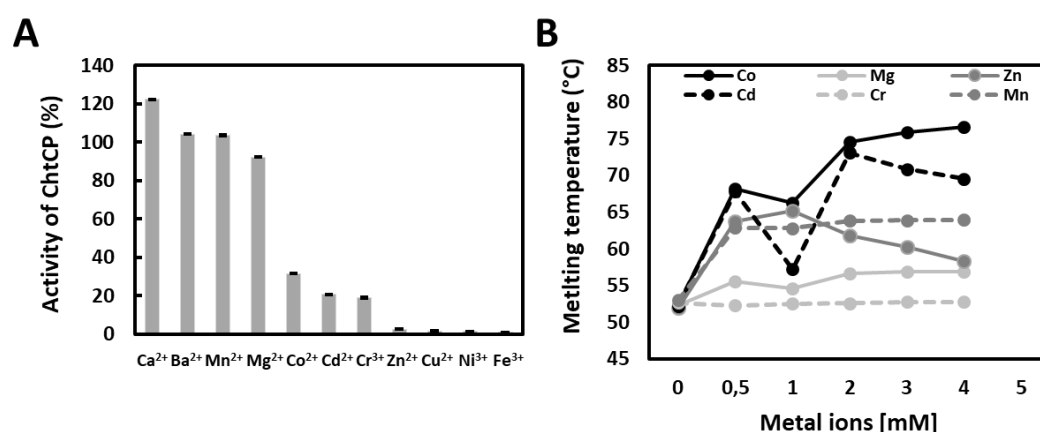 A
B
140
120
100
80
60
40
20
0
Activity of ChtCP (%)
Ca²⁺ Ba²⁺ Mn²⁺ Mg²⁺ Co²⁺ Cd²⁺ Cr³⁺ Zn²⁺ Cu²⁺ Ni³⁺ Fe³⁺
85
80
75
70
65
60
55
50
45
Metlting temperature (°C)
Co Mg Zn
Cd Cr Mn
0 0,5 1 2 3 4 5
Metal ions [mM]